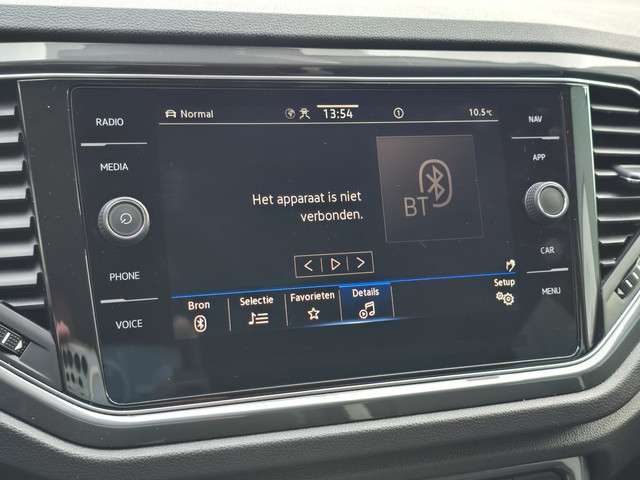 RADIO
MEDIA
PHONE
VOICE
Normal
13:54
10.5°C
Het apparaat is niet
verbonden.
BT
Bron
Selectie
Favorieten
Details
Setup
NAV
APP
CAR
MENU